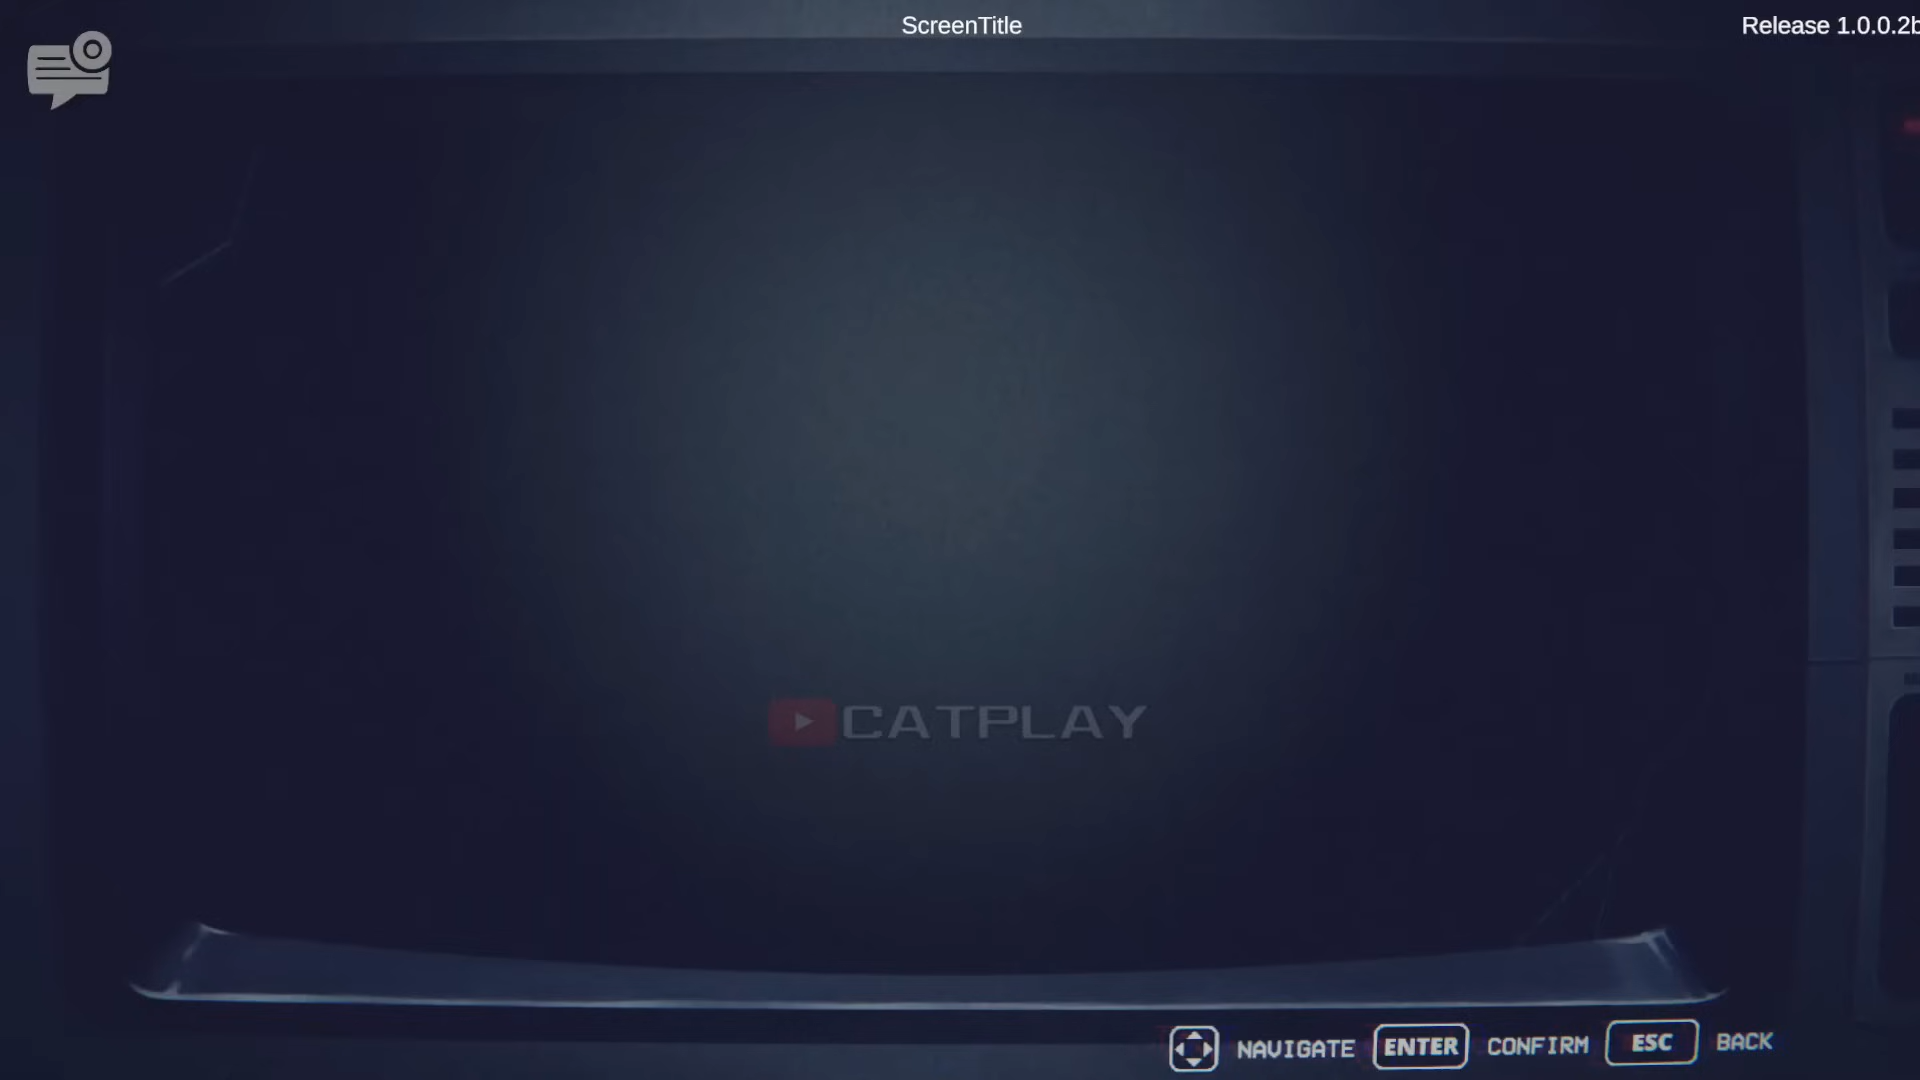 ScreenTitle
Release 1.0.0.2b
CATPLAY
NAVIGATE ENTER CONFIRM ESC BACK